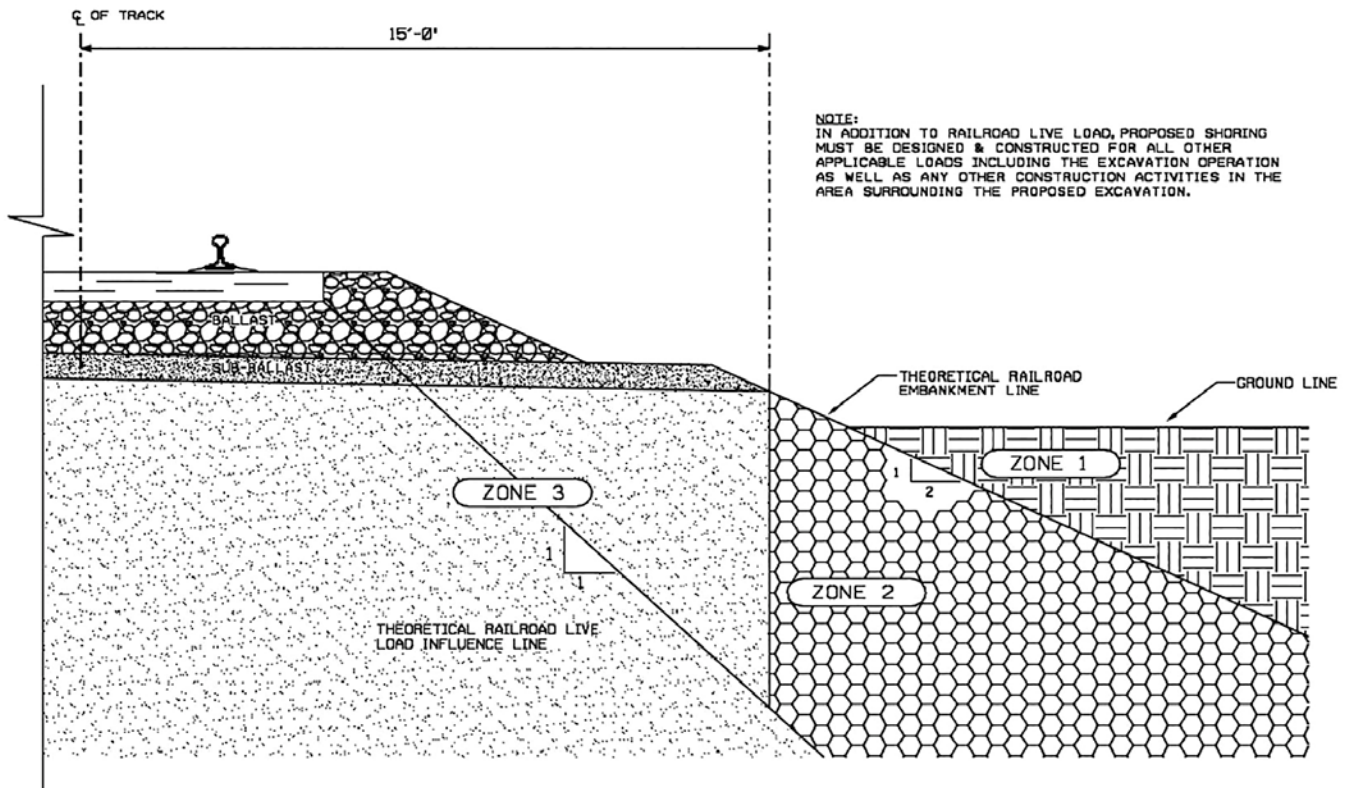 ℄ OF TRACK
15'-0"
NOTE:
IN ADDITION TO RAILROAD LIVE LOAD, PROPOSED SHORING
MUST BE DESIGNED & CONSTRUCTED FOR ALL OTHER
APPLICABLE LOADS INCLUDING THE EXCAVATION OPERATION
AS WELL AS ANY OTHER CONSTRUCTION ACTIVITIES IN THE
AREA SURROUNDING THE PROPOSED EXCAVATION.
BALLAST
SUB-BALLAST
THEORETICAL RAILROAD
EMBANKMENT LINE
GROUND LINE
ZONE 1
1
2
ZONE 3
1
1
ZONE 2
THEORETICAL RAILROAD LIVE
LOAD INFLUENCE LINE